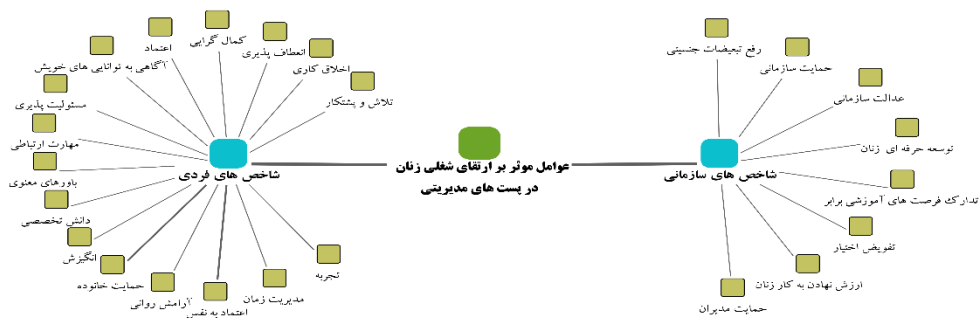 رفع تبعیضات جنسیتی
حمایت سازمانی
عدالت سازمانی
توسعه حرفه ای زنان
تدارک فرصت های آموزشی برابر
تفویض اختیار
ارزش نهادن به کار زنان
حمایت مدیران
شاخص های سازمانی
عوامل موثر بر ارتقای شغلی زنان
در پست های مدیریتی
شاخص های فردی
تلاش و پشتکار
اخلاق کاری
انعطاف پذیری
کمال گرایی
اعتماد
آگاهی به توانایی های خویش
مسئولیت پذیری
مهارت ارتباطی
باورهای معنوی
دانش تخصصی
انگیزش
حمایت خانوده
آرامش روانی
اعتماد به نفس
مدیریت زمان
تجربه